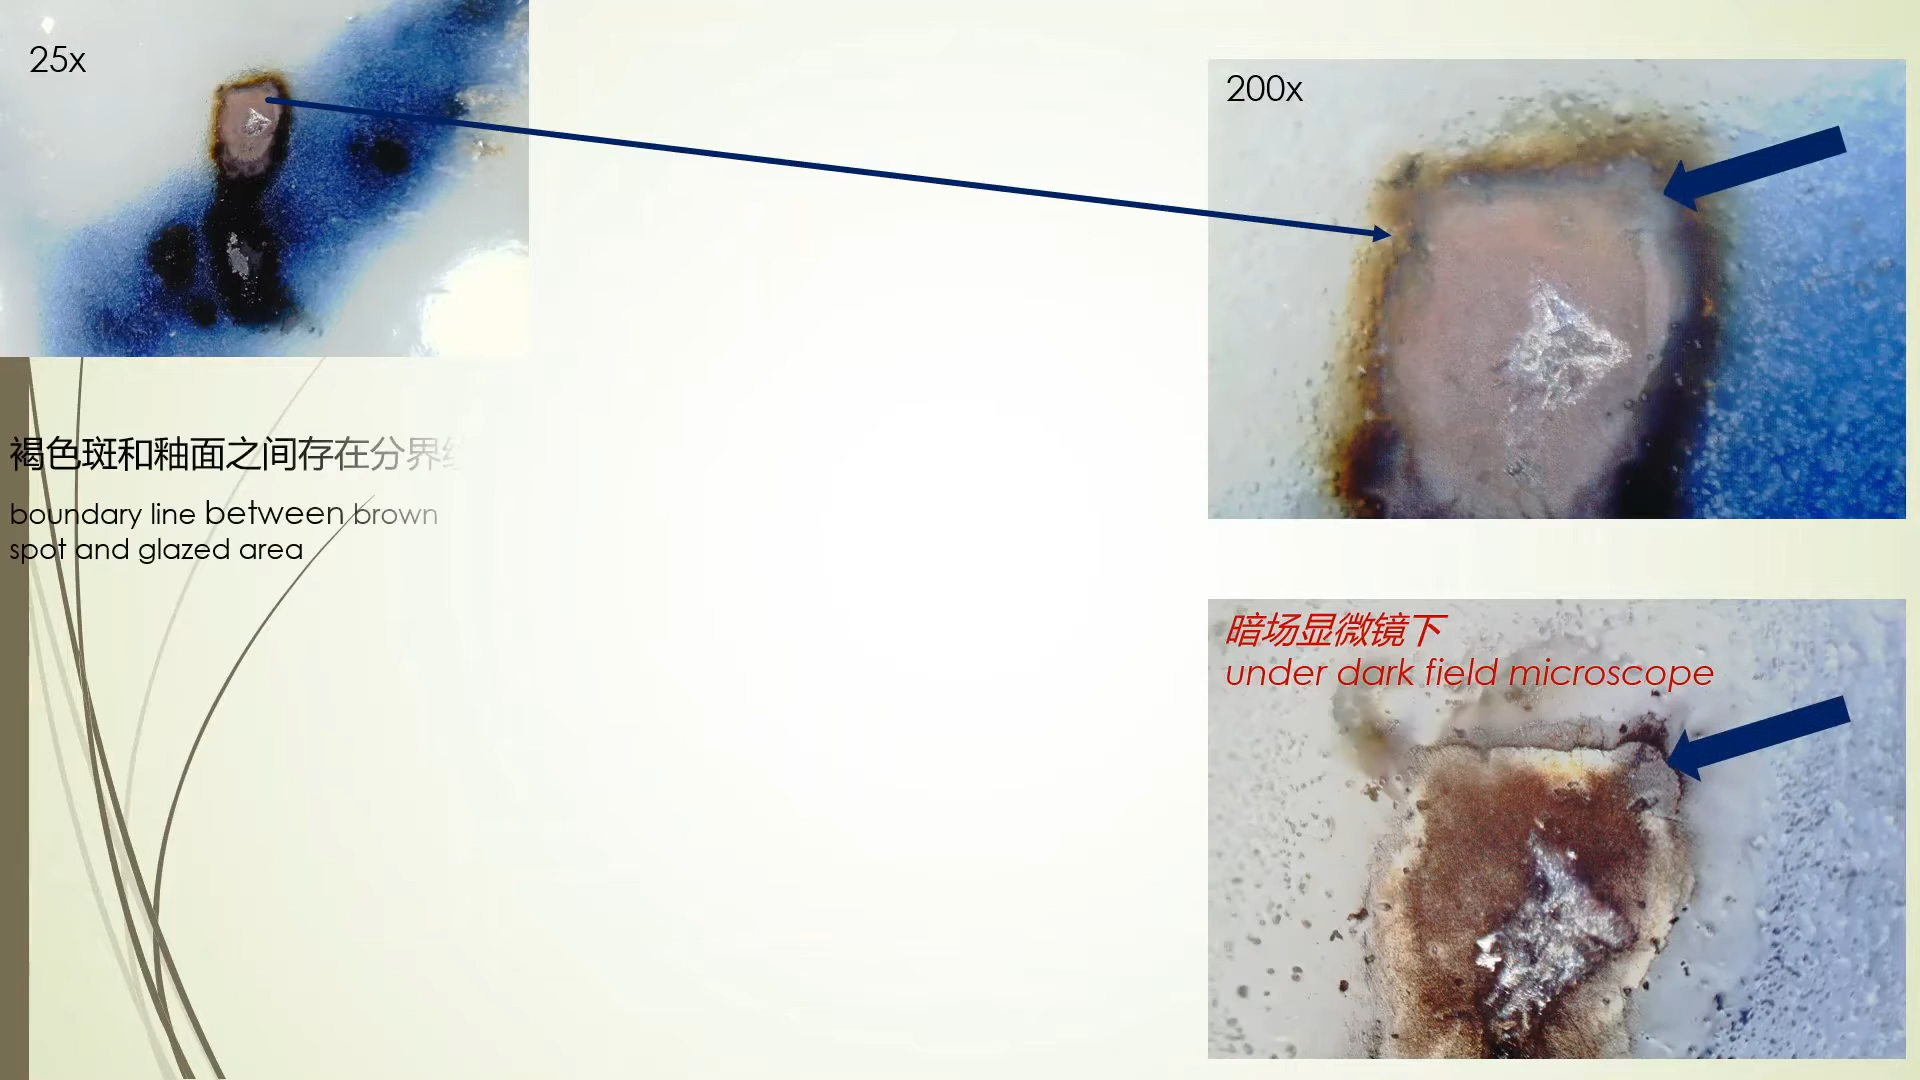 25x
200x
褐色斑和釉面之间存在分界
boundary line between brown
spot and glazed area
暗场显微镜下
under dark field microscope